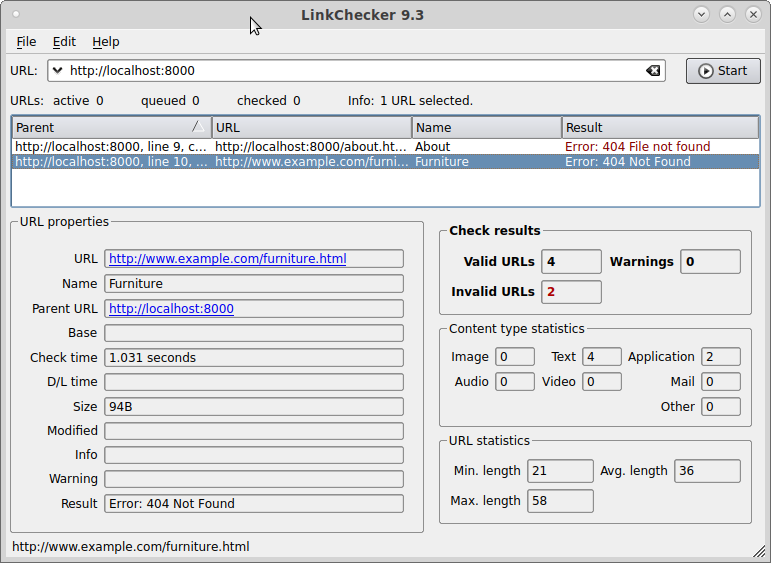 LinkChecker 9.3
File Edit Help
URL: http://localhost:8000 Start
URLs: active 0 queued 0 checked 0 Info: 1 URL selected.
Parent URL Name Result
http://localhost:8000, line 9, c... http://localhost:8000/about.ht... About Error: 404 File not found
http://localhost:8000, line 10, ... http://www.example.com/furni... Furniture Error: 404 Not Found
URL properties
URL http://www.example.com/furniture.html
Name Furniture
Parent URL http://localhost:8000
Base
Check time 1.031 seconds
D/L time
Size 94B
Modified
Info
Warning
Result Error: 404 Not Found
Check results
Valid URLs 4 Warnings 0
Invalid URLs 2
Content type statistics
Image 0 Text 4 Application 2
Audio 0 Video 0 Mail 0
Other 0
URL statistics
Min. length 21 Avg. length 36
Max. length 58
http://www.example.com/furniture.html